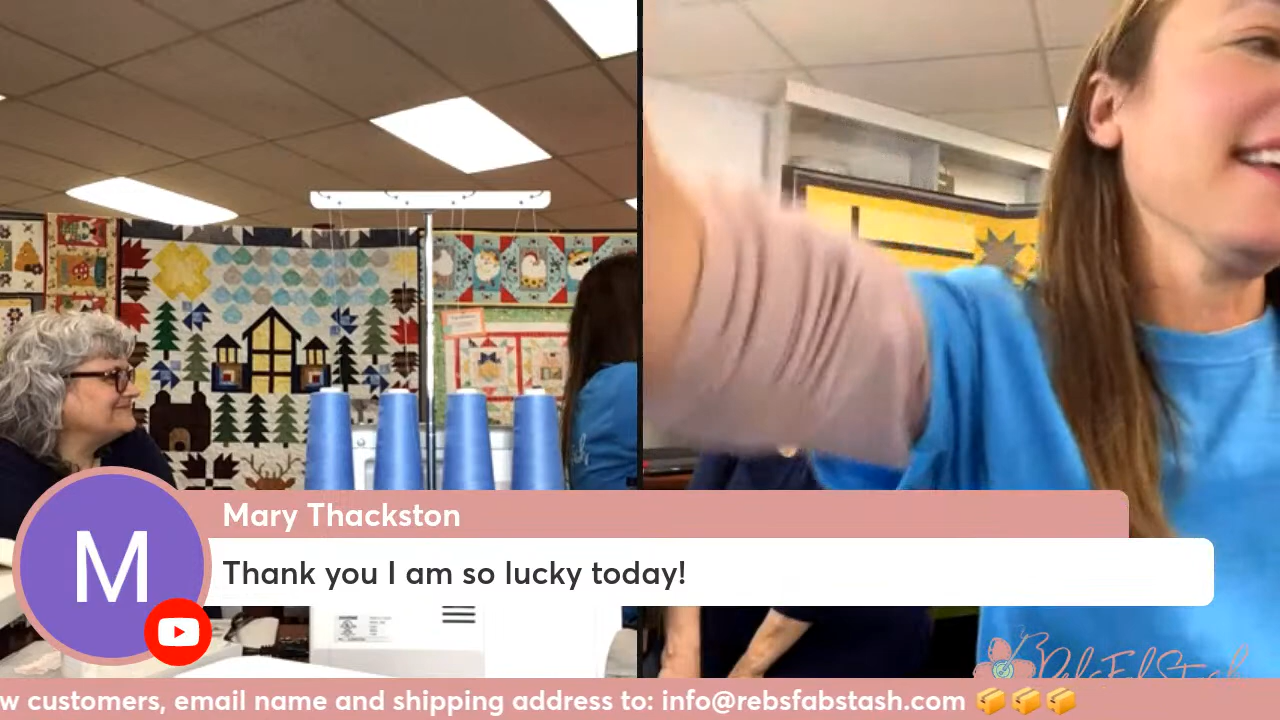 Mary Thackston
M
Thank you I am so lucky today!
w customers, email name and shipping address to: info@rebsfabstash.com 📦📦📦